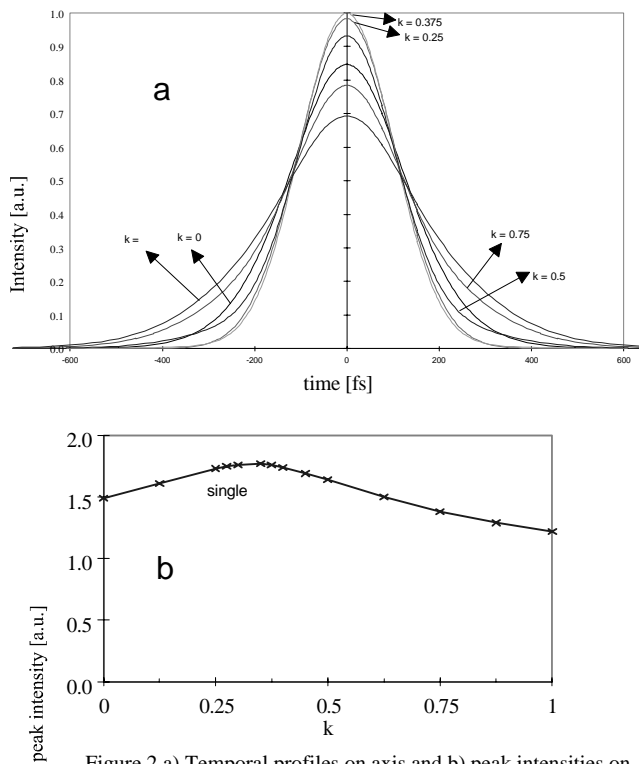 1.0
k = 0.375
k = 0.25
0.9
0.8
a
0.7
0.6
Intensity [a.u.]
0.5
0.4
k =
k = 0
k = 0.75
0.3
k = 0.5
0.2
0.1
0.0
-600
-400
-200
0
200
400
600
time [fs]
2.0
1.5
single
1.0
b
0.5
0.0
peak intensity [a.u.]
0
0.25
0.5
0.75
1
k
Figure 2 a) Temporal profiles on axis and b) peak intensities on